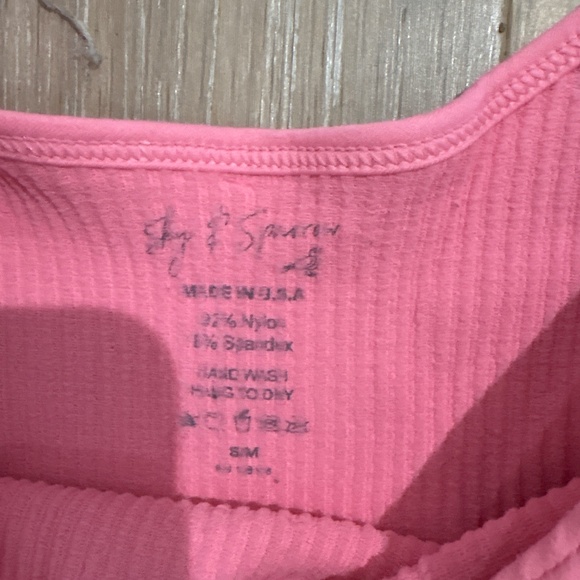 Sky & Sparrow
MADE IN U.S.A
92% Nylon
8% Spandex
HAND WASH
HANG TO DRY
S/M